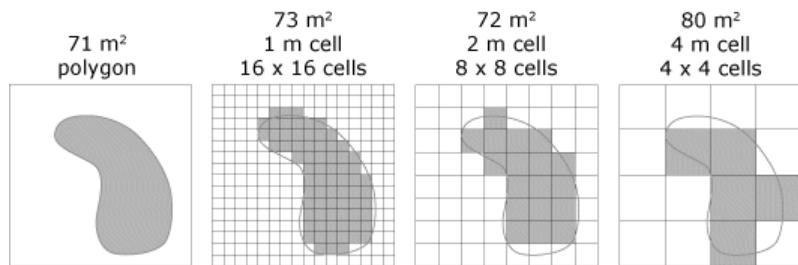 71 m²
polygon
73 m²
1 m cell
16 x 16 cells
72 m²
2 m cell
8 x 8 cells
80 m²
4 m cell
4 x 4 cells